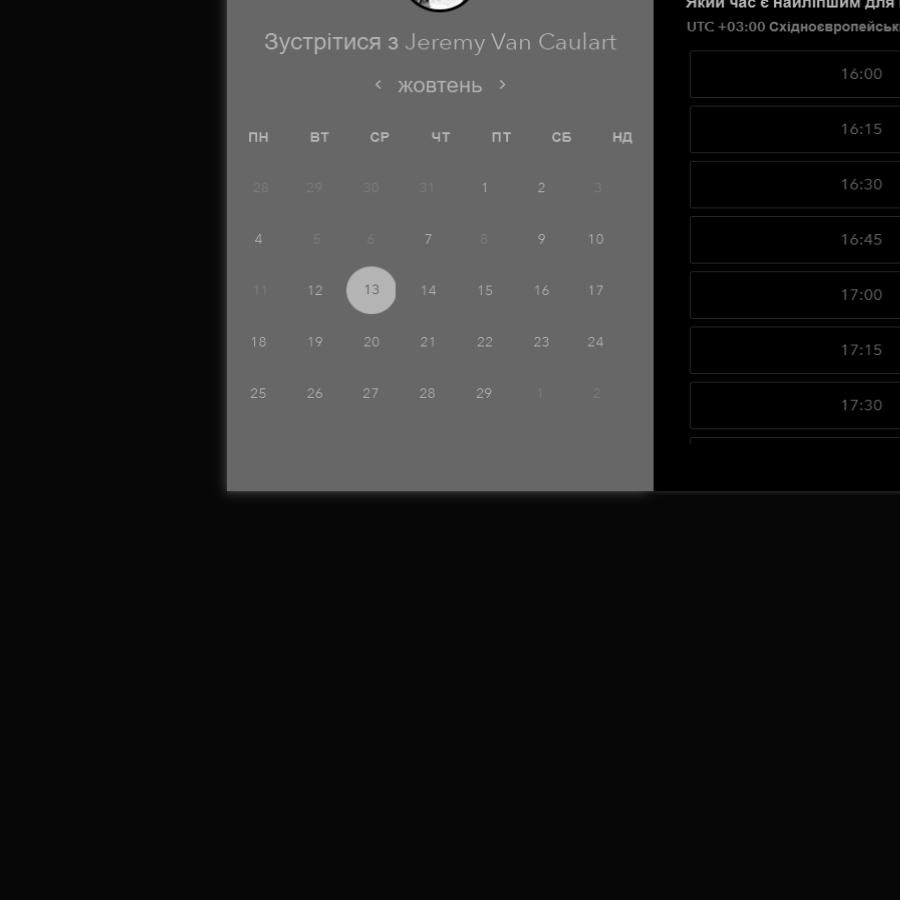 Зустрітися з Jeremy Van Caulart
‹ жовтень ›
ПН ВТ СР ЧТ ПТ СБ НД
28 29 30 31 1 2 3
4 5 6 7 8 9 10
11 12 13 14 15 16 17
18 19 20 21 22 23 24
25 26 27 28 29 1 2
Який час є найліпшим для
UTC +03:00
16:00
16:15
16:30
16:45
17:00
17:15
17:30